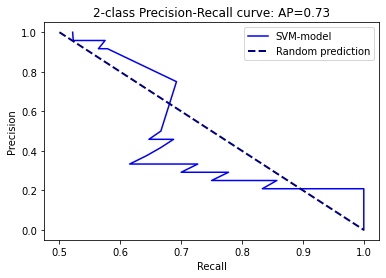 2-class Precision-Recall curve: AP=0.73
SVM-model
Random prediction
Precision
1.0
0.8
0.6
0.4
0.2
0.0
0.5
0.6
0.7
0.8
0.9
1.0
Recall